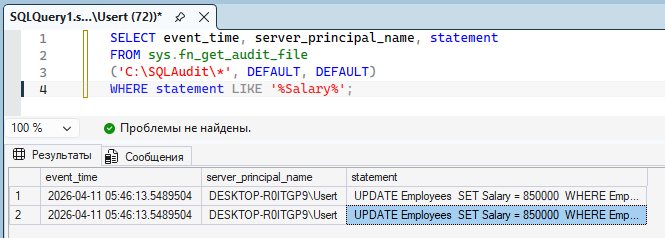 SQLQuery1.s...\Usert (72))*
1 SELECT event_time, server_principal_name, statement
2 FROM sys.fn_get_audit_file
3 ('C:\SQLAudit\*', DEFAULT, DEFAULT)
4 WHERE statement LIKE '%Salary%';
100 % Проблемы не найдены.
Результаты Сообщения
event_time server_principal_name statement
1 2026-04-11 05:46:13.5489504 DESKTOP-R0ITGP9\Usert UPDATE Employees SET Salary = 850000 WHERE Emp...
2 2026-04-11 05:46:13.5489504 DESKTOP-R0ITGP9\Usert UPDATE Employees SET Salary = 850000 WHERE Emp...